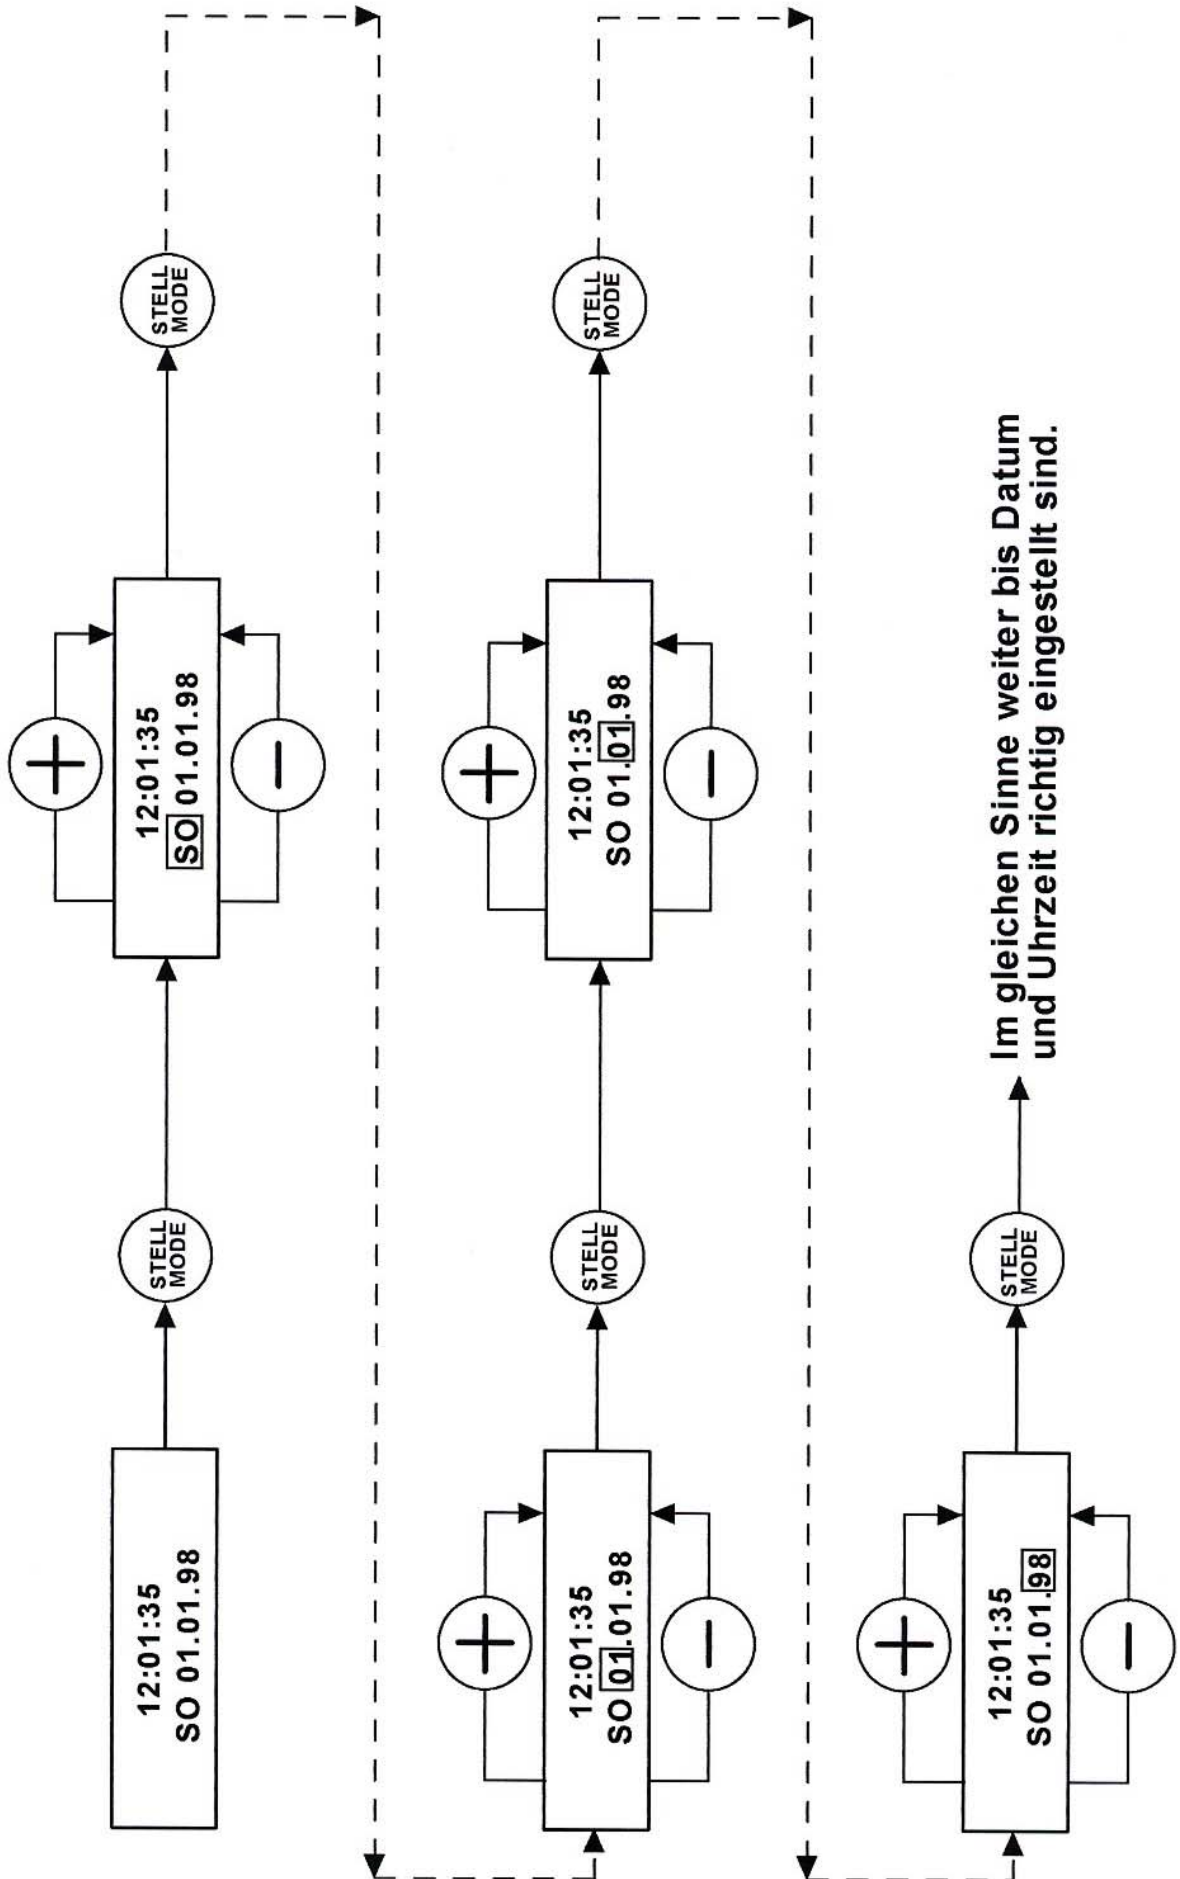 12:01:35
SO 01.01.98
STELL
MODE
+
12:01:35
SO 01.01.98
−
STELL
MODE
+
12:01:35
SO 01.01.98
−
STELL
MODE
+
12:01:35
SO 01.01.98
−
STELL
MODE
+
12:01:35
SO 01.01.98
−
STELL
MODE
Im gleichen Sinne weiter bis Datum
und Uhrzeit richtig eingestellt sind.